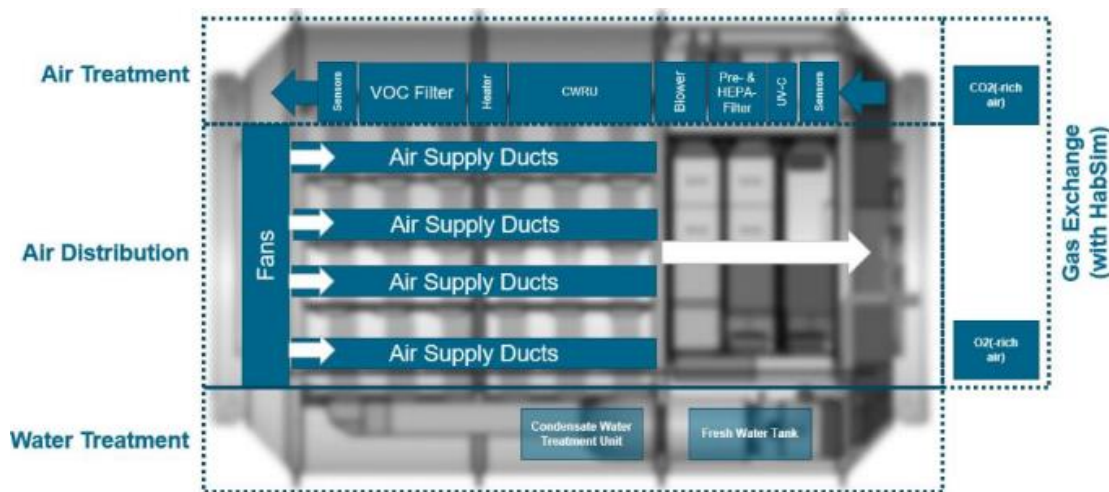 Air Treatment
Sensors
VOC Filter
Heater
CWRU
Blower
Pre- &
HEPA-
Filter
UV-C
Sensors
CO2(-rich
air)
Air Distribution
Fans
Air Supply Ducts
Air Supply Ducts
Air Supply Ducts
Air Supply Ducts
Gas Exchange
(with HabSim)
O2(-rich
air)
Water Treatment
Condensate Water
Treatment Unit
Fresh Water Tank